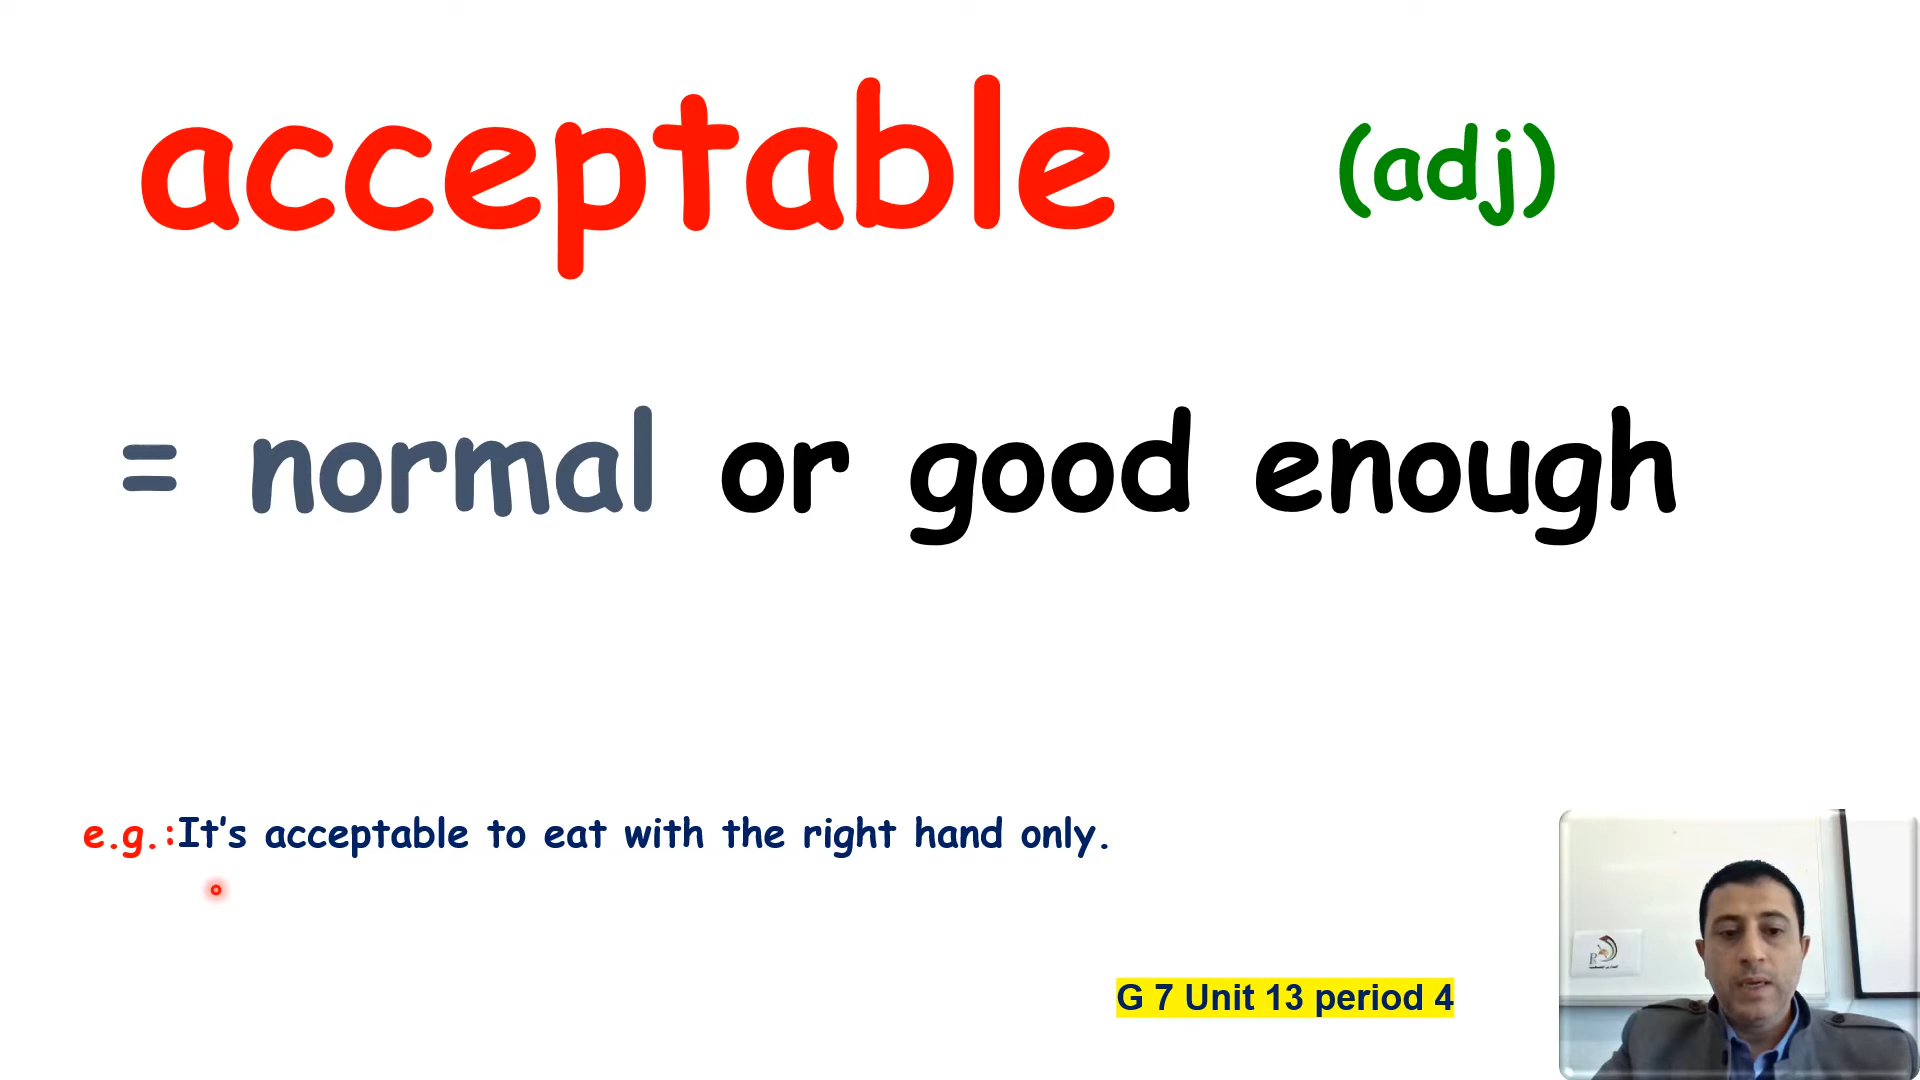 acceptable (adj)
= normal or good enough
e.g.:It's acceptable to eat with the right hand only.
G 7 Unit 13 period 4